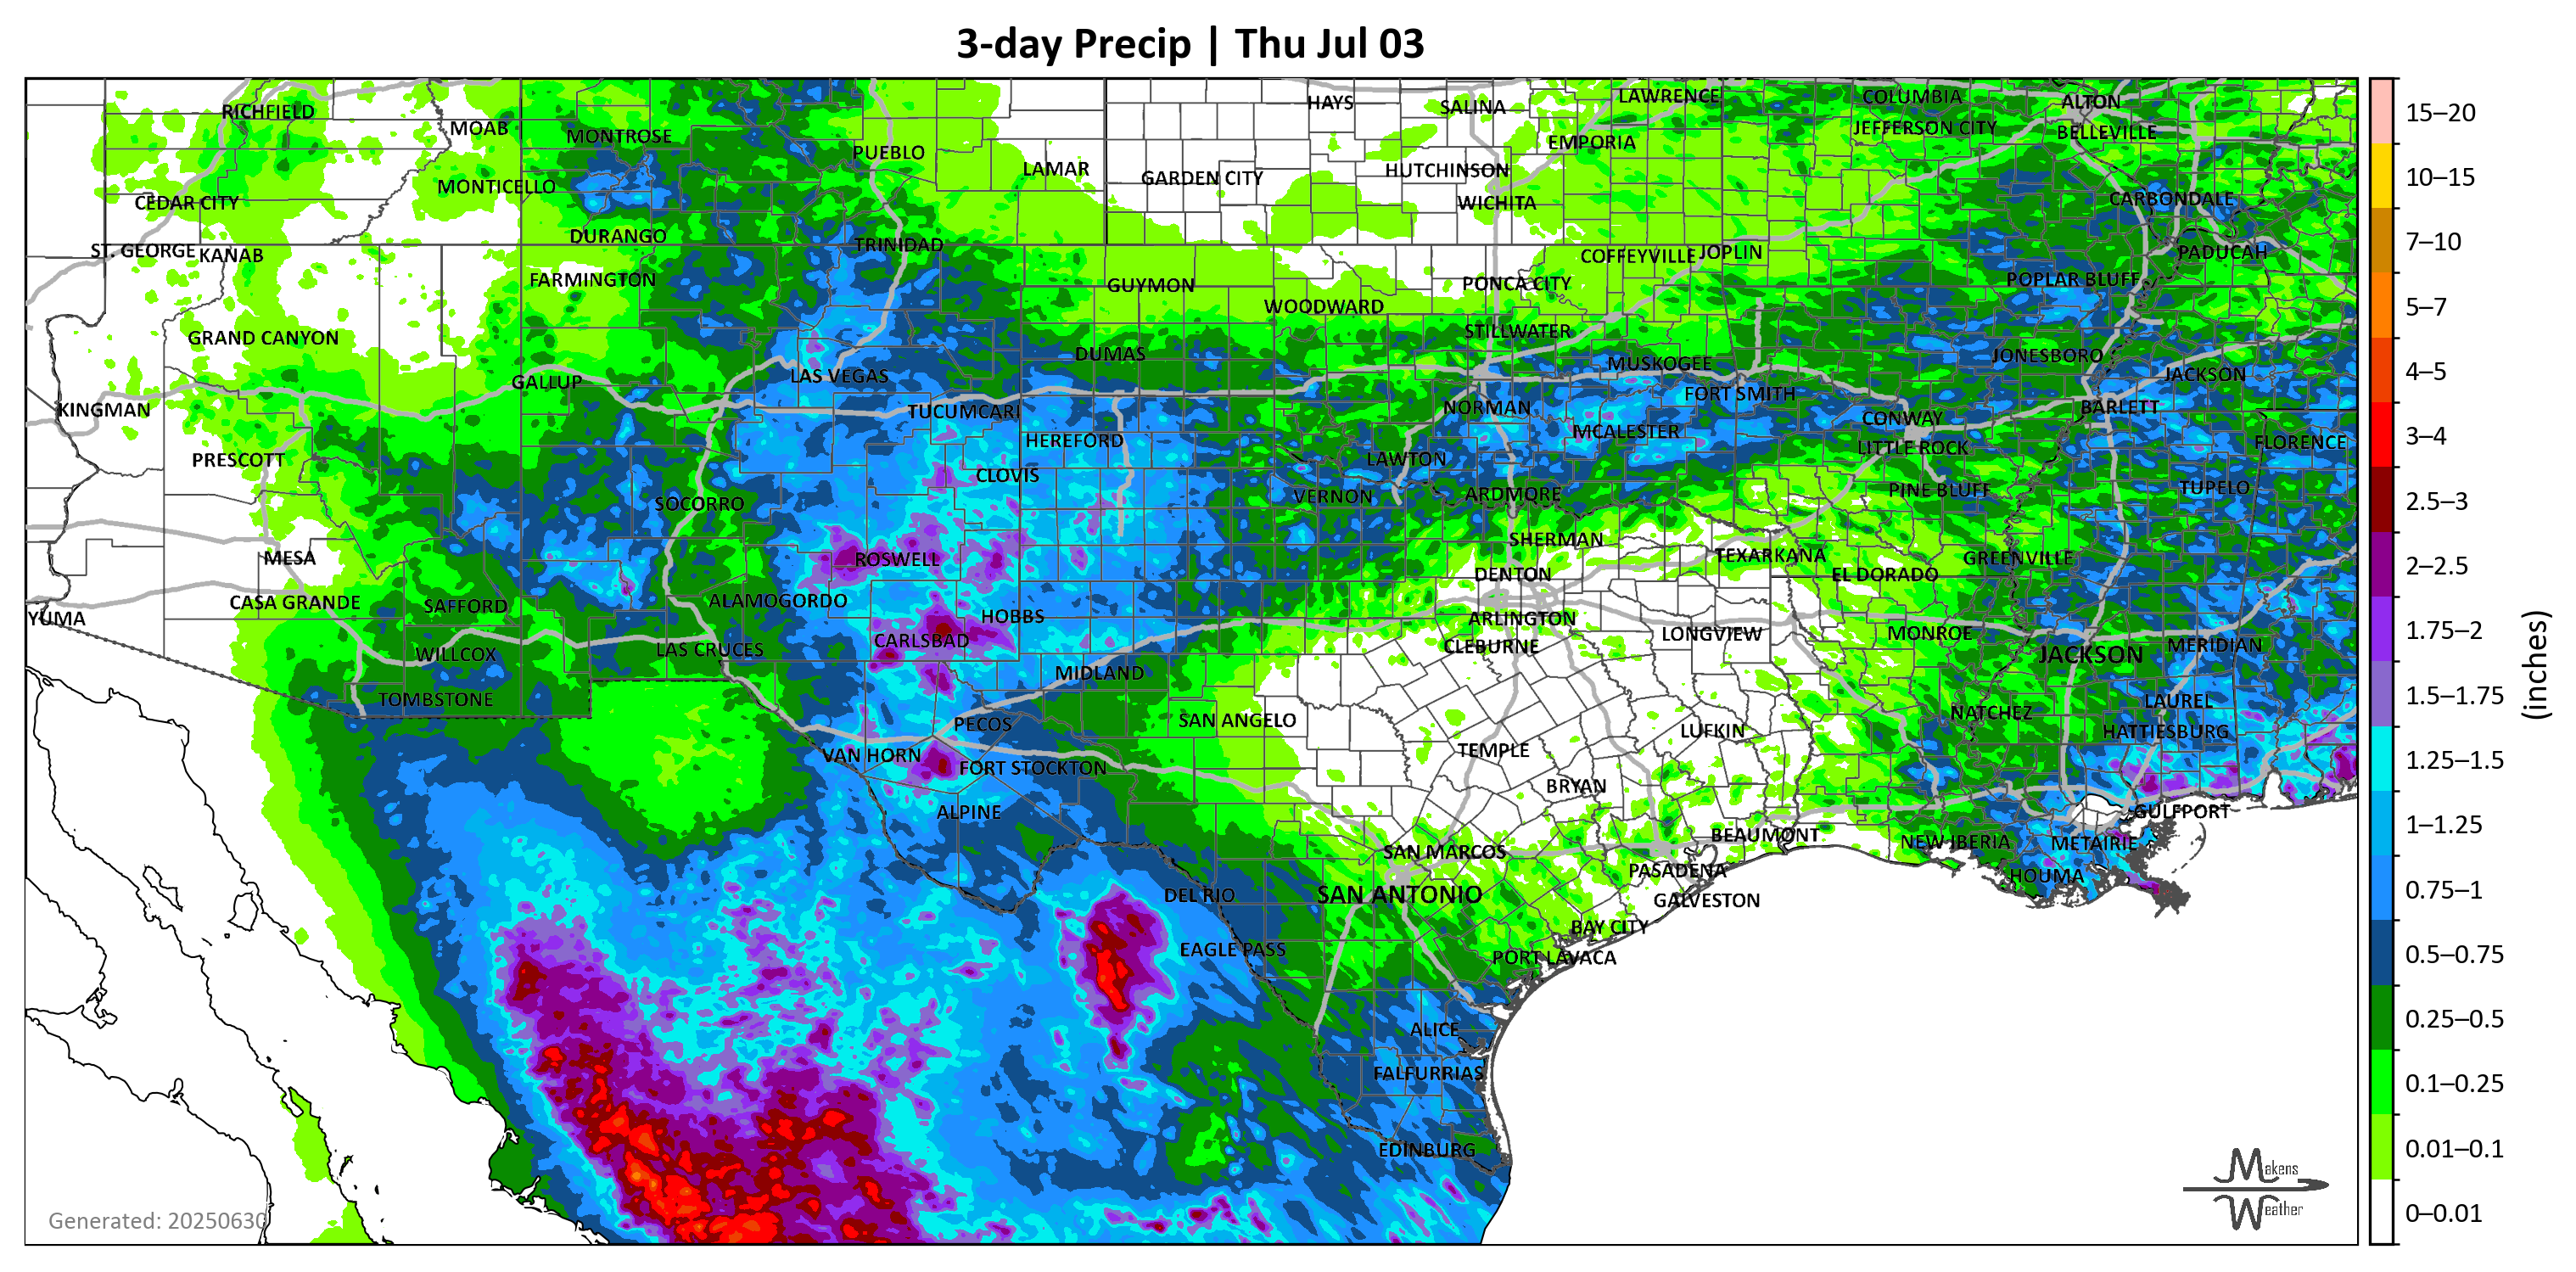 3-day Precip | Thu Jul 03
RICHFIELD
MOAB
MONTROSE
PUEBLO
LAMAR
HAYS
SALINA
LAWRENCE
COLUMBIA
ALTON
JEFFERSON CITY
BELLEVILLE
EMPORIA
CEDAR CITY
MONTICELLO
GARDEN CITY
HUTCHINSON
WICHITA
CARBONDALE
ST. GEORGE
KANAB
DURANGO
TRINIDAD
COFFEYVILLE
JOPLIN
PADUCAH
FARMINGTON
GUYMON
WOODWARD
PONCA CITY
POPLAR BLUFF
GRAND CANYON
STILLWATER
DUMAS
MUSKOGEE
JONESBORO
GALLUP
LAS VEGAS
FORT SMITH
JACKSON
KINGMAN
TUCUMCARI
NORMAN
CONWAY
BARLETT
PRESCOTT
HEREFORD
MCALESTER
LITTLE ROCK
FLORENCE
CLOVIS
LAWTON
SOCORRO
VERNON
ARDMORE
PINE BLUFF
TUPELO
MESA
ROSWELL
SHERMAN
TEXARKANA
GREENVILLE
DENTON
EL DORADO
CASA GRANDE
SAFFORD
ALAMOGORDO
HOBBS
YUMA
ARLINGTON
WILLCOX
LAS CRUCES
CARLSBAD
CLEBURNE
LONGVIEW
MONROE
JACKSON
MERIDIAN
TOMBSTONE
MIDLAND
LAUREL
PECOS
SAN ANGELO
NATCHEZ
VAN HORN
FORT STOCKTON
TEMPLE
LUFKIN
HATTIESBURG
BRYAN
ALPINE
GULFPORT
BEAUMONT
NEW IBERIA
METAIRIE
SAN MARCOS
PASADENA
HOUMA
DEL RIO
SAN ANTONIO
GALVESTON
EAGLE PASS
BAY CITY
PORT LAVACA
ALICE
FALFURRIAS
EDINBURG
Generated: 20250630
Makens
Weather
15–20
10–15
7–10
5–7
4–5
3–4
2.5–3
2–2.5
1.75–2
1.5–1.75
1.25–1.5
1–1.25
0.75–1
0.5–0.75
0.25–0.5
0.1–0.25
0.01–0.1
0–0.01
(inches)